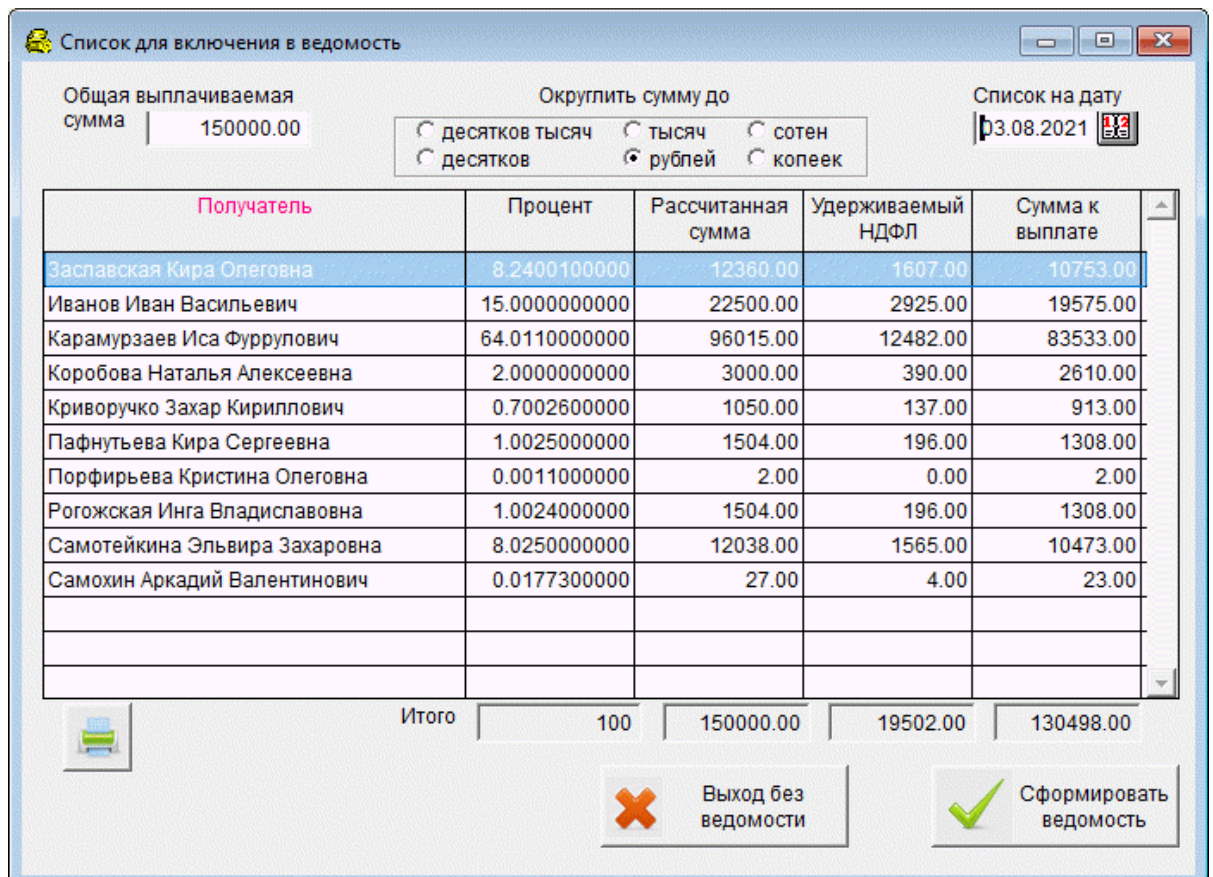 Список для включения в ведомость
Общая выплачиваемая
сумма 150000.00
Округлить сумму до
десятков тысяч тысяч сотен
десятков рублей копеек
Список на дату
03.08.2021
Получатель Процент Рассчитанная сумма Удерживаемый НДФЛ Сумма к выплате
Заславская Кира Олеговна 8.2400100000 12360.00 1607.00 10753.00
Иванов Иван Васильевич 15.0000000000 22500.00 2925.00 19575.00
Карамурзаев Иса Фуррулович 64.0110000000 96015.00 12482.00 83533.00
Коробова Наталья Алексеевна 2.0000000000 3000.00 390.00 2610.00
Криворучко Захар Кириллович 0.7002600000 1050.00 137.00 913.00
Пафнутьева Кира Сергеевна 1.0025000000 1504.00 196.00 1308.00
Порфирьева Кристина Олеговна 0.0011000000 2.00 0.00 2.00
Рогожская Инга Владиславовна 1.0024000000 1504.00 196.00 1308.00
Самотейкина Эльвира Захаровна 8.0250000000 12038.00 1565.00 10473.00
Самохин Аркадий Валентинович 0.0177300000 27.00 4.00 23.00
Итого 100 150000.00 19502.00 130498.00
Выход без
ведомости
Сформировать
ведомость